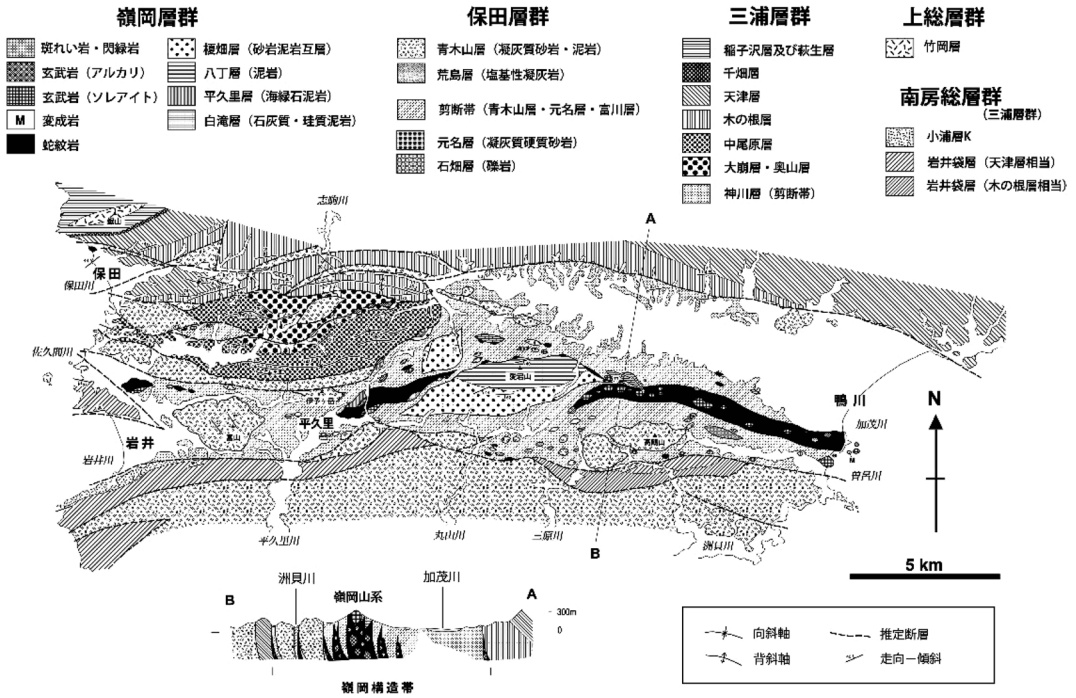 嶺岡層群
斑れい岩・閃緑岩
玄武岩(アルカリ)
玄武岩(ソレアイト)
M 変成岩
蛇紋岩
榎畑層(砂岩泥岩互層)
八丁層(泥岩)
平久里層(海緑石泥岩)
白滝層(石灰質・珪質泥岩)
保田層群
青木山層(凝灰質砂岩・泥岩)
荒島層(塩基性凝灰岩)
剪断帯(青木山層・元名層・富川層)
元名層(凝灰質硬質砂岩)
石畑層(礫岩)
三浦層群
稲子沢層及び萩生層
千畑層
天津層
木の根層
中尾原層
大崩層・奥山層
神川層(剪断帯)
上総層群
竹岡層
南房総層群
(三浦層群)
小浦層K
岩井袋層(天津層相当)
岩井袋層(木の根層相当)
志駒川
A
保田
保田川
佐久間川
伊予ヶ岳
平久里
富山
岩井
岩井川
平久里川
丸山川
三原川
B
洲貝川
曽呂川
M
加茂川
鴨川
N
5 km
洲貝川
加茂川
B
嶺岡山系
A
300m
0
嶺岡構造帯
向斜軸
背斜軸
推定断層
走向ー傾斜